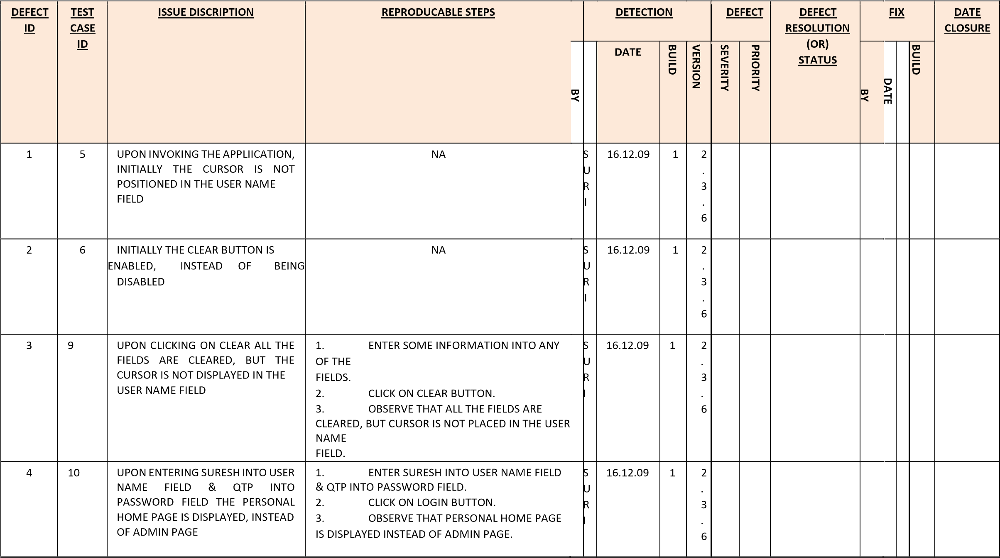 DEFECT
ID
TEST
CASE
ID
ISSUE DISCRIPTION
REPRODUCABLE STEPS
DETECTION
BY
DATE
BUILD
VERSION
DEFECT
SEVERITY
PRIORITY
DEFECT
RESOLUTION
(OR)
STATUS
FIX
BY
DATE
BUILD
DATE
CLOSURE
1
5
UPON INVOKING THE APPLIICATION,
INITIALLY THE CURSOR IS NOT
POSITIONED IN THE USER NAME
FIELD
NA
S
U
R
I
16.12.09
1
2
.
3
.
6
2
6
INITIALLY THE CLEAR BUTTON IS
ENABLED, INSTEAD OF BEING
DISABLED
NA
S
U
R
I
16.12.09
1
2
.
3
.
6
3
9
UPON CLICKING ON CLEAR ALL THE
FIELDS ARE CLEARED, BUT THE
CURSOR IS NOT DISPLAYED IN THE
USER NAME FIELD
1. ENTER SOME INFORMATION INTO ANY
OF THE
FIELDS.
2. CLICK ON CLEAR BUTTON.
3. OBSERVE THAT ALL THE FIELDS ARE
CLEARED, BUT CURSOR IS NOT PLACED IN THE USER
NAME
FIELD.
S
U
R
I
16.12.09
1
2
.
3
.
6
4
10
UPON ENTERING SURESH INTO USER
NAME FIELD & QTP INTO
PASSWORD FIELD THE PERSONAL
HOME PAGE IS DISPLAYED, INSTEAD
OF ADMIN PAGE
1. ENTER SURESH INTO USER NAME FIELD
& QTP INTO PASSWORD FIELD.
2. CLICK ON LOGIN BUTTON.
3. OBSERVE THAT PERSONAL HOME PAGE
IS DISPLAYED INSTEAD OF ADMIN PAGE.
S
U
R
I
16.12.09
1
2
.
3
.
6